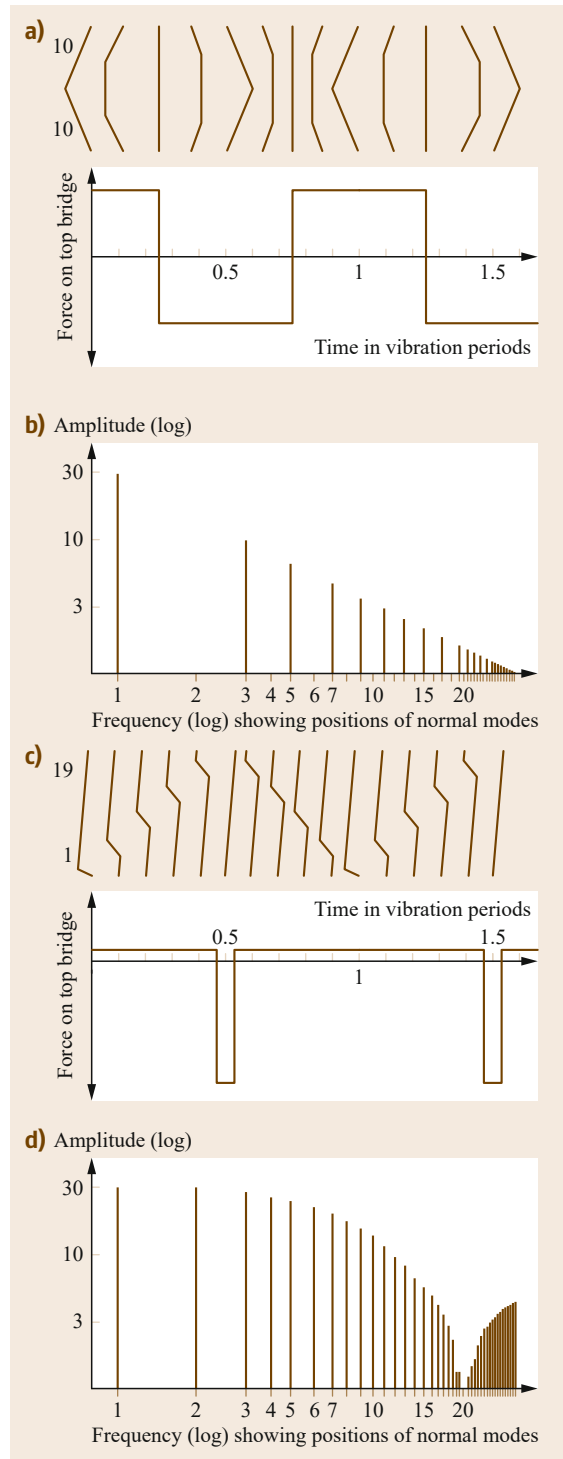 a)
10
10
Force on top bridge
0.5
1
1.5
Time in vibration periods
b) Amplitude (log)
30
10
3
1 2 3 4 5 6 7 10 15 20
Frequency (log) showing positions of normal modes
c)
19
1
Force on top bridge
Time in vibration periods
0.5 1.5
1
d) Amplitude (log)
30
10
3
1 2 3 4 5 6 7 10 15 20
Frequency (log) showing positions of normal modes